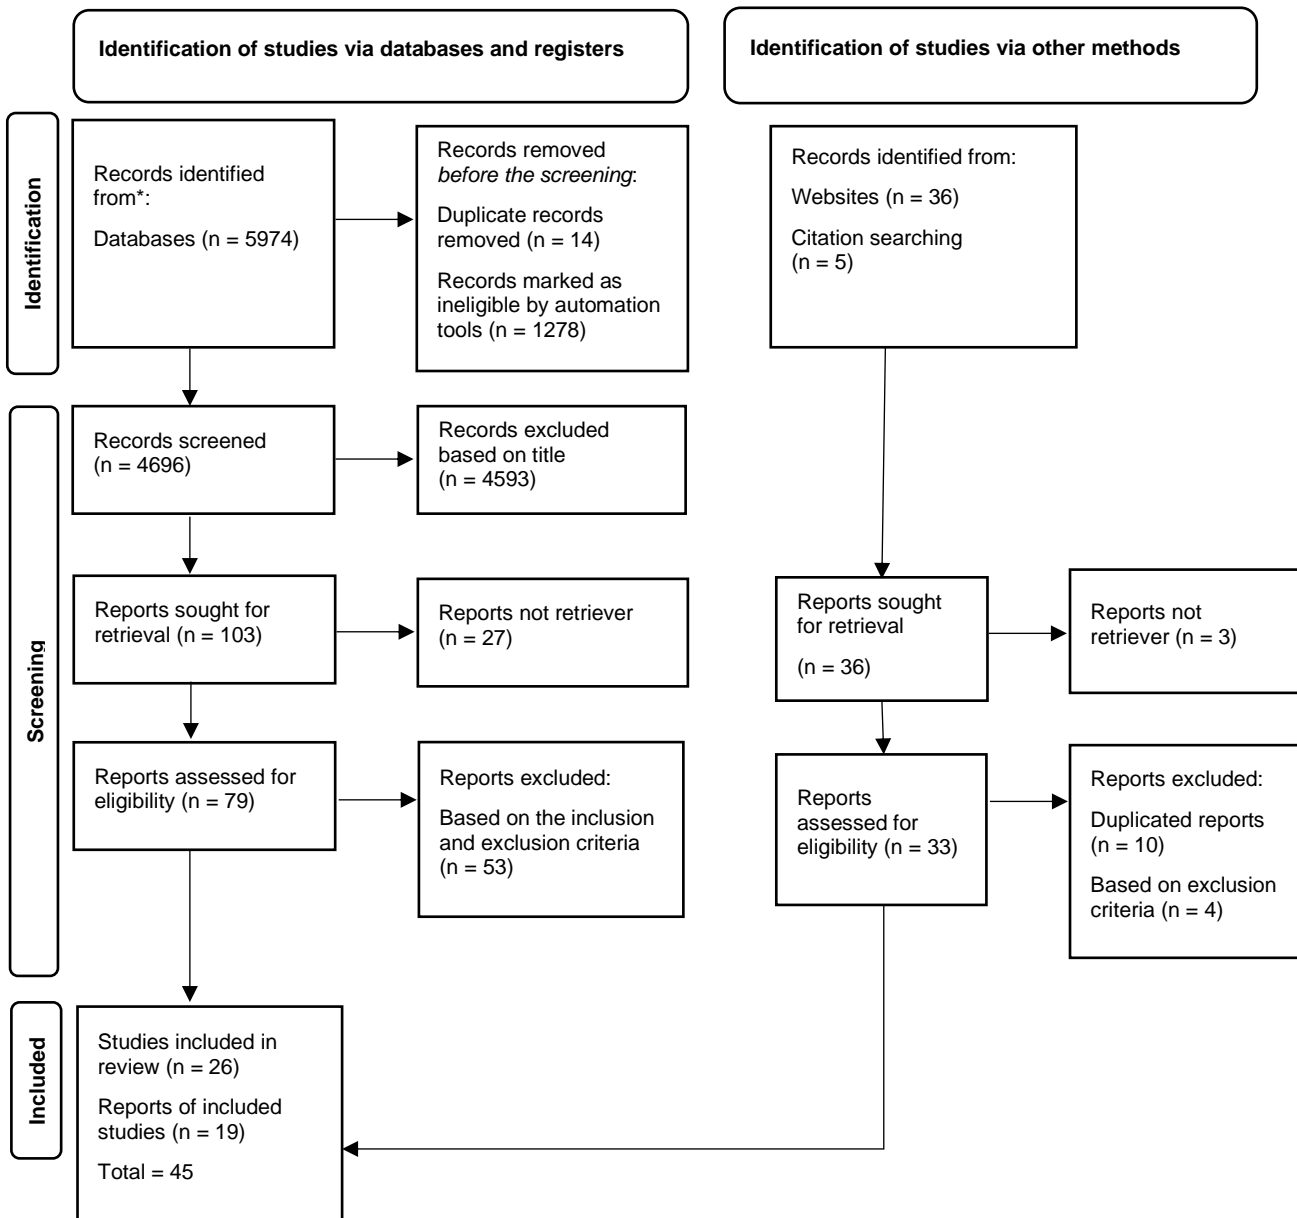 Identification of studies via databases and registers
Identification of studies via other methods
Identification
Records identified
from*:
Databases (n = 5974)
Records removed
before the screening:
Duplicate records
removed (n = 14)
Records marked as
ineligible by automation
tools (n = 1278)
Records identified from:
Websites (n = 36)
Citation searching
(n = 5)
Screening
Records screened
(n = 4696)
Records excluded
based on title
(n = 4593)
Reports sought for
retrieval (n = 103)
Reports not retriever
(n = 27)
Reports sought
for retrieval
(n = 36)
Reports not
retriever (n = 3)
Reports assessed for
eligibility (n = 79)
Reports excluded:
Based on the inclusion
and exclusion criteria
(n = 53)
Reports
assessed for
eligibility (n = 33)
Reports excluded:
Duplicated reports
(n = 10)
Based on exclusion
criteria (n = 4)
Included
Studies included in
review (n = 26)
Reports of included
studies (n = 19)
Total = 45